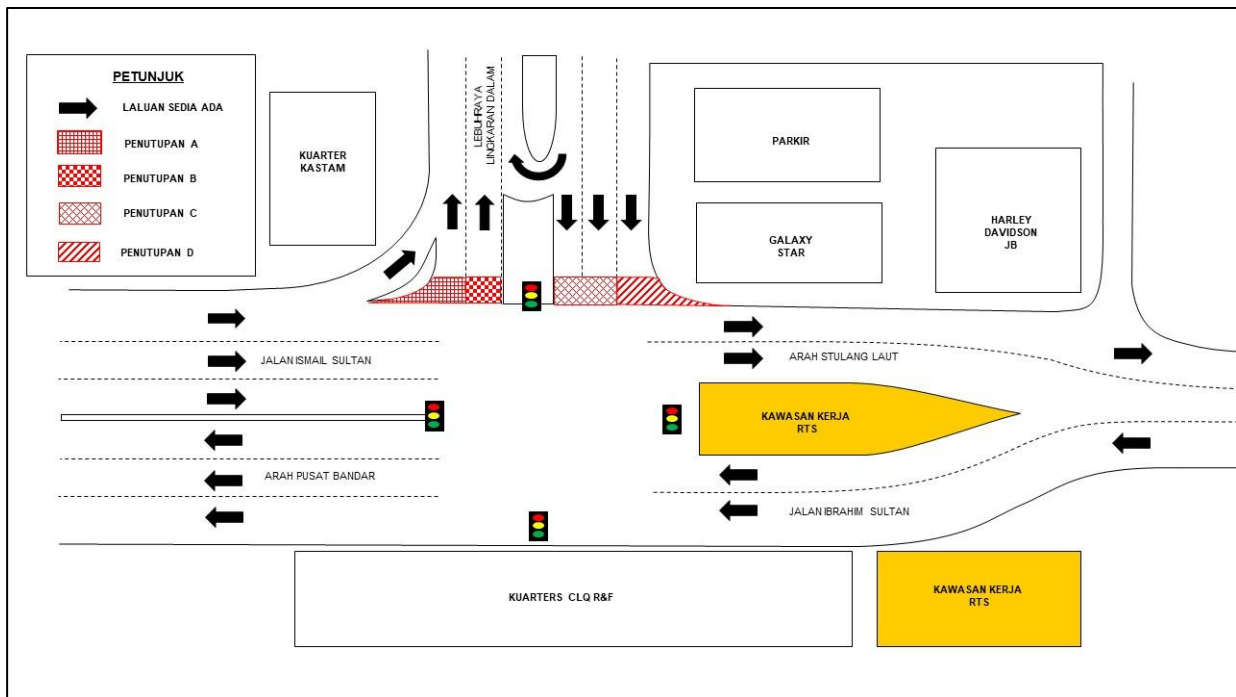 PETUNJUK
LALUAN SEDIA ADA
PENUTUPAN A
PENUTUPAN B
PENUTUPAN C
PENUTUPAN D
KUARTER
KASTAM
LEBUHRAYA
LINGKARAN DALAM
PARKIR
GALAXY
STAR
HARLEY
DAVIDSON
JB
JALAN ISMAIL SULTAN
ARAH STULANG LAUT
KAWASAN KERJA
RTS
ARAH PUSAT BANDAR
JALAN IBRAHIM SULTAN
KUARTERS CLQ R&F
KAWASAN KERJA
RTS